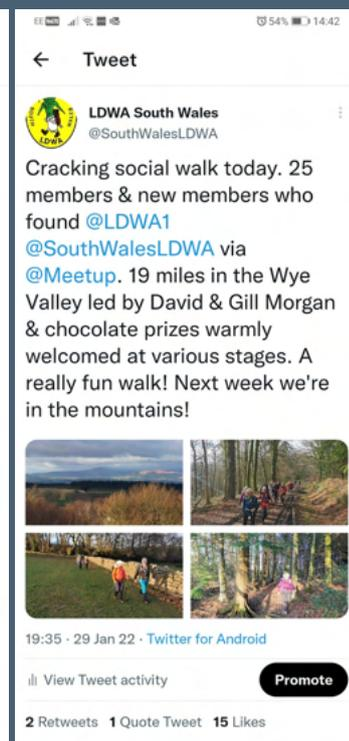 54% 14:42
Tweet
LDWA South Wales
@SouthWalesLDWA
Cracking social walk today. 25
members & new members who
found @LDWA1
@SouthWalesLDWA via
@Meetup. 19 miles in the Wye
Valley led by David & Gill Morgan
& chocolate prizes warmly
welcomed at various stages. A
really fun walk! Next week we're
in the mountains!
19:35 · 29 Jan 22 · Twitter for Android
View Tweet activity
Promote
2 Retweets 1 Quote Tweet 15 Likes